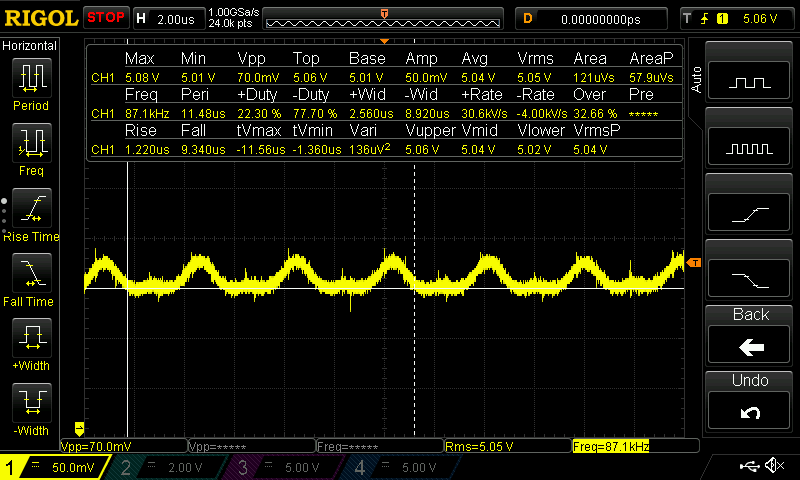 RIGOL STOP H 2.00us 1.00GSa/s 24.0k pts T D 0.00000000ps T 1 5.06 V
Horizontal
Max Min Vpp Top Base Amp Avg Vrms Area AreaP
CH1 5.08 V 5.01 V 70.0mV 5.06 V 5.01 V 50.0mV 5.04 V 5.05 V 121uVs 57.9uVs
Freq Peri +Duty -Duty +Wid -Wid +Rate -Rate Over Pre
CH1 87.1kHz 11.48us 22.30 % 77.70 % 2.560us 8.920us 30.6kV/s -4.00kV/s 32.66 % *****
Rise Fall tVmax tVmin Vari Vupper Vmid Vlower VrmsP
CH1 1.220us 9.340us -11.56us -1.360us 136uV² 5.06 V 5.04 V 5.02 V 5.04 V
Period
Freq
Rise Time
Fall Time
+Width
-Width
Auto
Back
Undo
T
Vpp=70.0mV Vpp=***** Freq=***** Rms=5.05 V Freq=87.1kHz
1 50.0mV 2 2.00 V 3 5.00 V 4 5.00 V